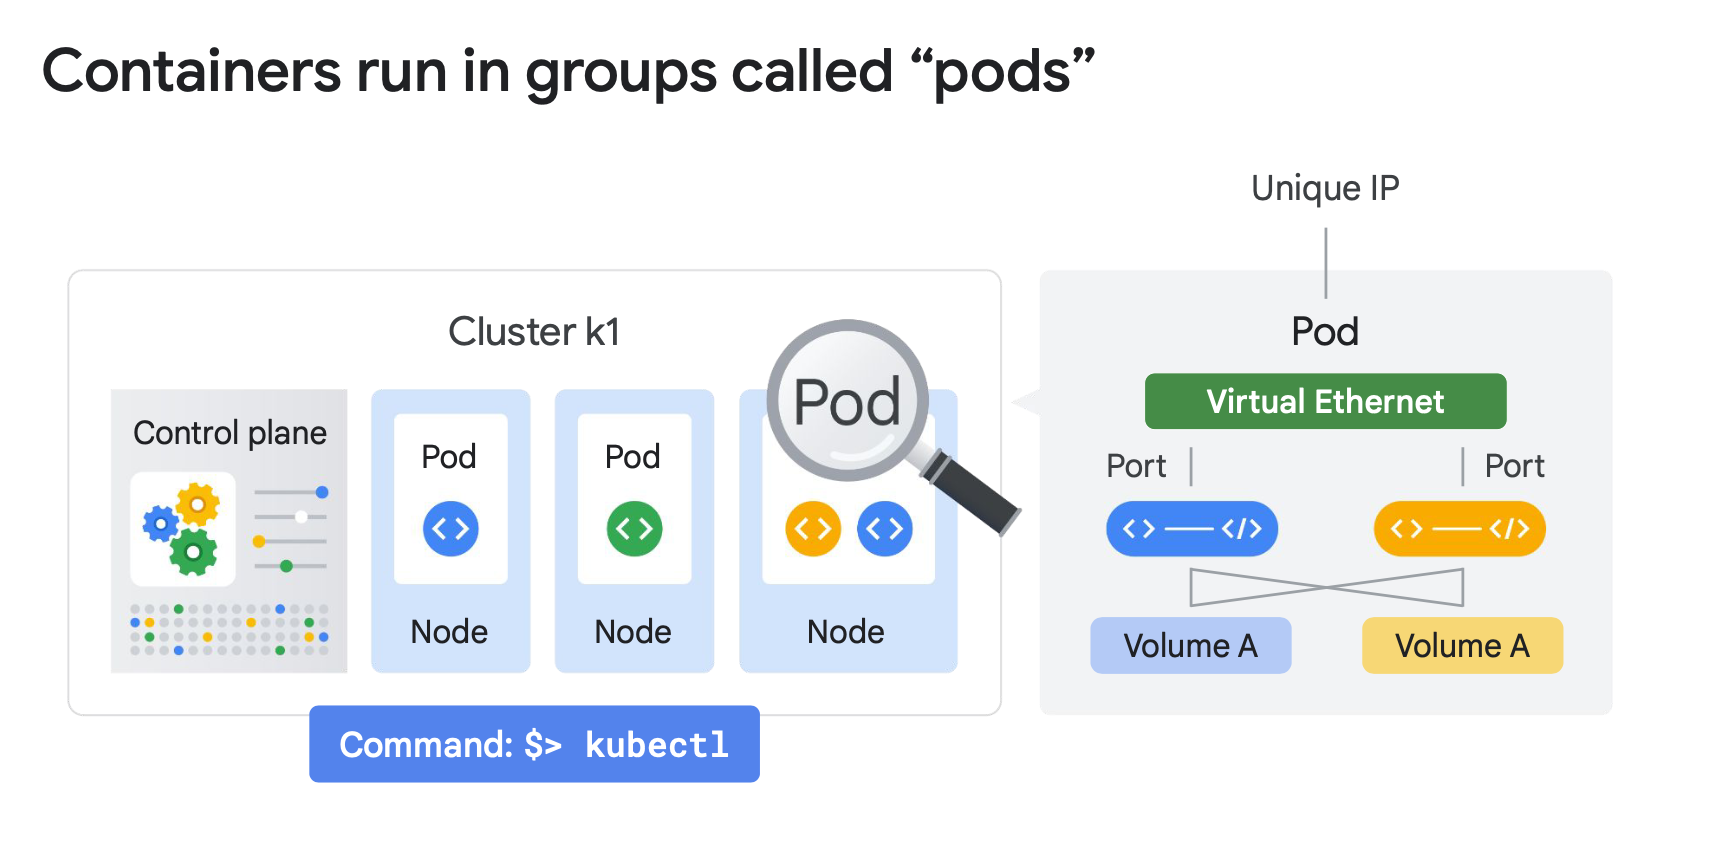 Containers run in groups called “pods”
Unique IP
Cluster k1
Control plane
Pod
Node
Pod
Node
Pod
<> <>
Node
Command: $> kubectl
Pod
Virtual Ethernet
Port
Port
<>—</>
<>—</>
Volume A
Volume A